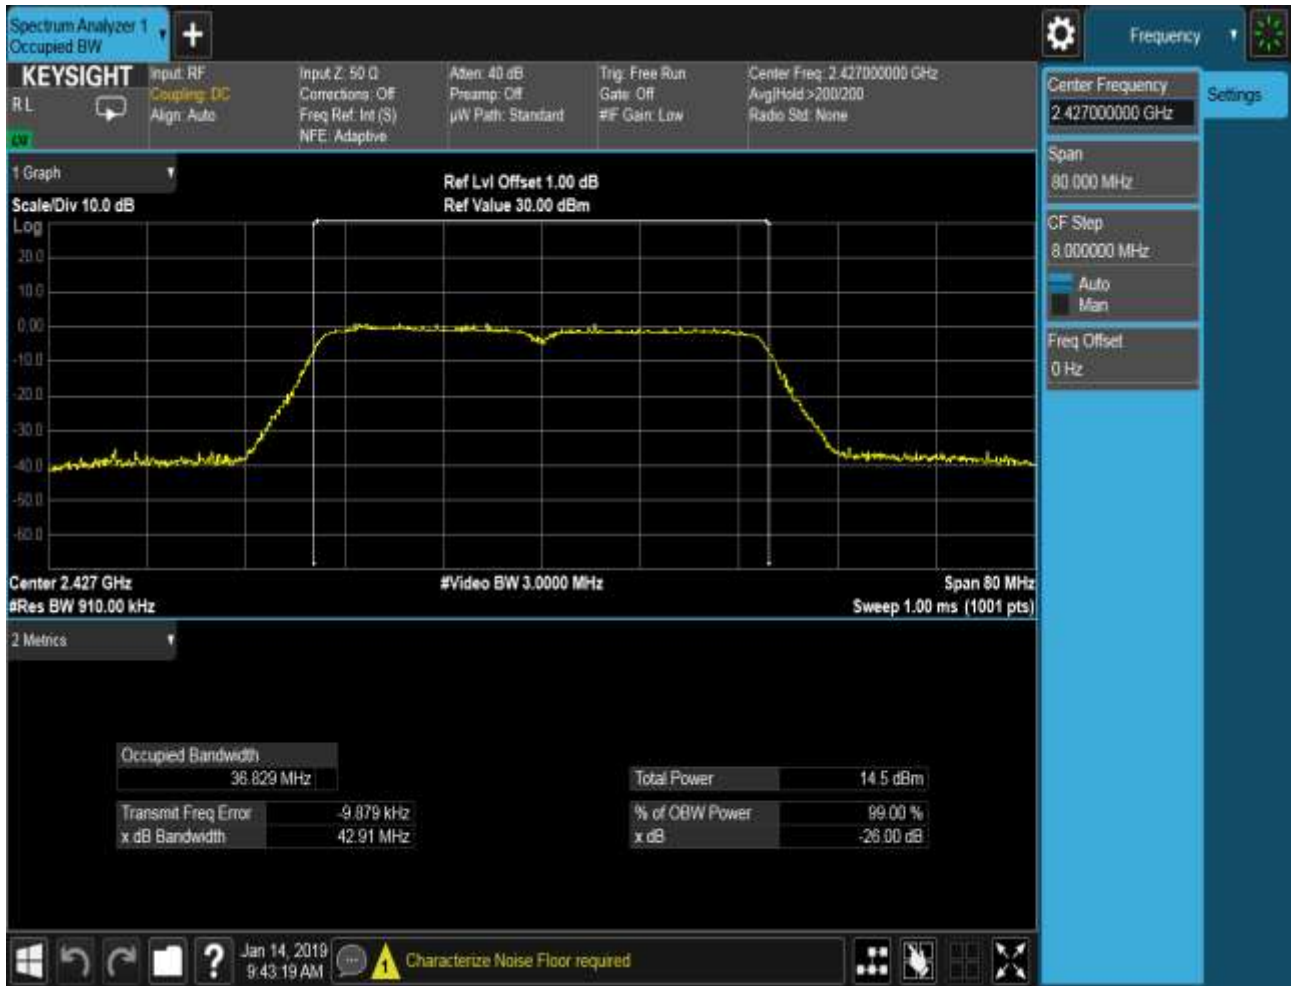 Spectrum Analyzer 1
Occupied BW
Frequency
KEYSIGHT
R L
Input: RF
Coupling: DC
Align: Auto
Input Z: 50 Ω
Corrections: Off
Freq Ref: Int (S)
NFE: Adaptive
Atten: 40 dB
Preamp: Off
µW Path: Standard
Trig: Free Run
Gate: Off
#IF Gain: Low
Center Freq: 2.427000000 GHz
Avg|Hold:>200/200
Radio Std: None
Center Frequency
2.427000000 GHz
Settings
Span
80.000 MHz
CF Step
8.000000 MHz
Auto
Man
Freq Offset
0 Hz
1 Graph
Scale/Div 10.0 dB
Ref Lvl Offset 1.00 dB
Ref Value 30.00 dBm
Log
20.0
10.0
0.00
-10.0
-20.0
-30.0
-40.0
-50.0
-60.0
Center 2.427 GHz
#Video BW 3.0000 MHz
Span 80 MHz
#Res BW 910.00 kHz
Sweep 1.00 ms (1001 pts)
2 Metrics
Occupied Bandwidth
36.829 MHz
Total Power 14.5 dBm
Transmit Freq Error -9.879 kHz
% of OBW Power 99.00 %
x dB Bandwidth 42.91 MHz
x dB -26.00 dB
?
Jan 14, 2019
9:43:19 AM
1
Characterize Noise Floor required